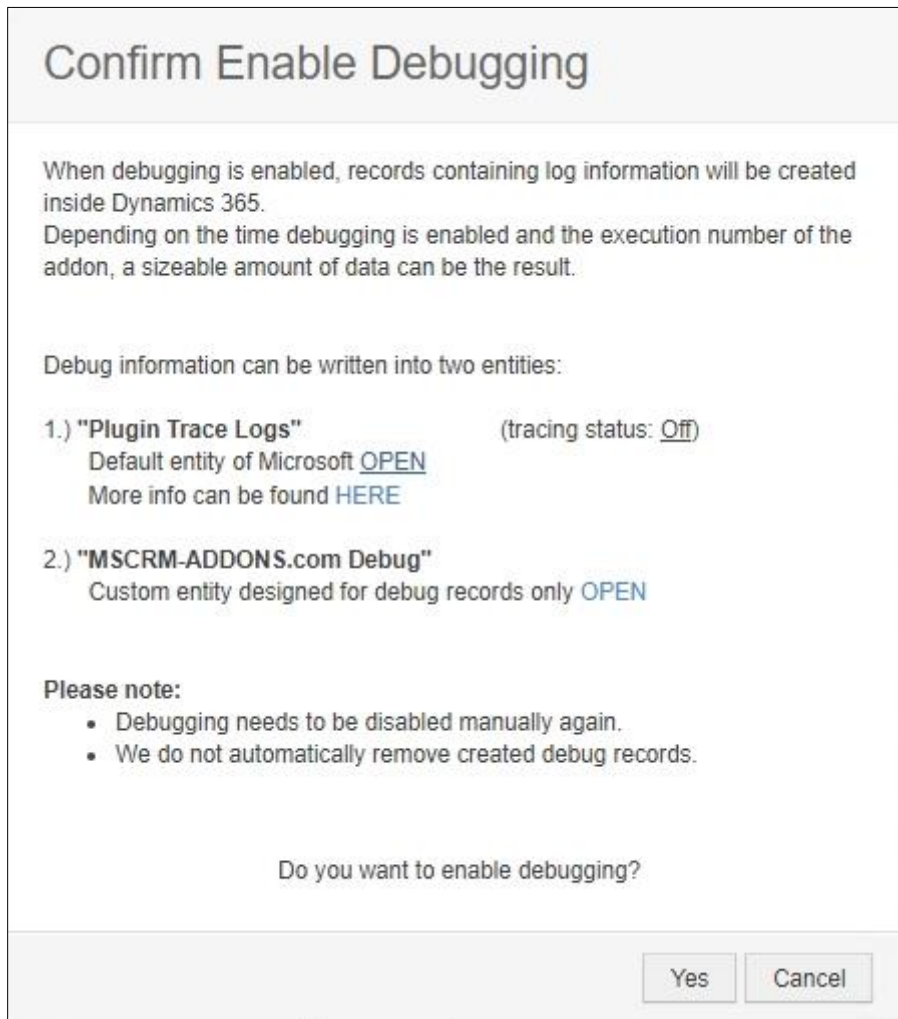 Confirm Enable Debugging
When debugging is enabled, records containing log information will be created
inside Dynamics 365.
Depending on the time debugging is enabled and the execution number of the
addon, a sizeable amount of data can be the result.
Debug information can be written into two entities:
1.) "Plugin Trace Logs" (tracing status: Off)
Default entity of Microsoft OPEN
More info can be found HERE
2.) "MSCRM-ADDONS.com Debug"
Custom entity designed for debug records only OPEN
Please note:
• Debugging needs to be disabled manually again.
• We do not automatically remove created debug records.
Do you want to enable debugging?
Yes Cancel